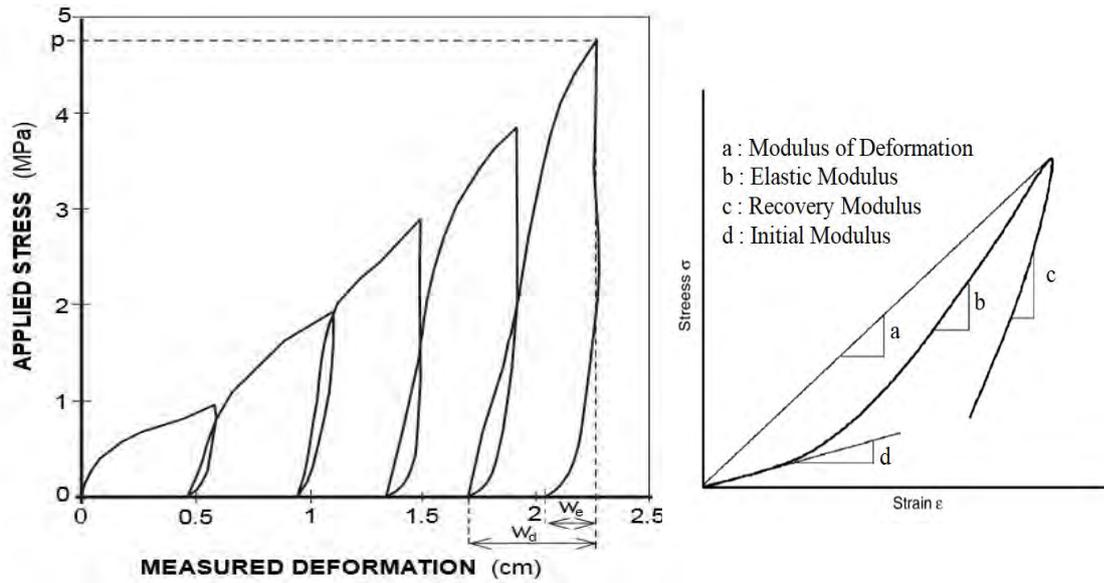 5
p
4
3
2
1
0
APPLIED STRESS (MPa)
0 0.5 1 1.5 2 2.5
We
Wd
MEASURED DEFORMATION (cm)
a : Modulus of Deformation
b : Elastic Modulus
c : Recovery Modulus
d : Initial Modulus
c
b
a
d
Streess σ
Strain ε